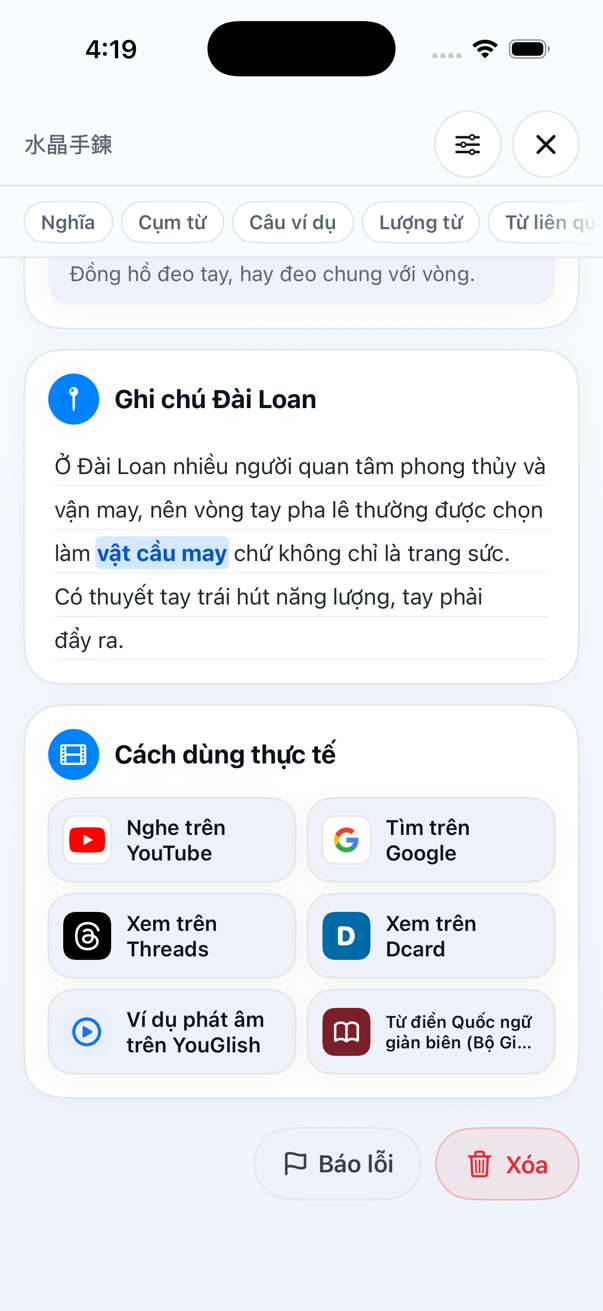 4:19
水晶手鍊
Nghĩa
Cụm từ
Câu ví dụ
Lượng từ
Từ liên qu
Đồng hồ đeo tay, hay đeo chung với vòng.
Ghi chú Đài Loan
Ở Đài Loan nhiều người quan tâm phong thủy và
vận may, nên vòng tay pha lê thường được chọn
làm vật cầu may chứ không chỉ là trang sức.
Có thuyết tay trái hút năng lượng, tay phải
đẩy ra.
Cách dùng thực tế
Nghe trên
YouTube
Tìm trên
Google
Xem trên
Threads
D
Xem trên
Dcard
Ví dụ phát âm
trên YouGlish
Từ điển Quốc ngữ
giản biên (Bộ Gi...
Báo lỗi
Xóa